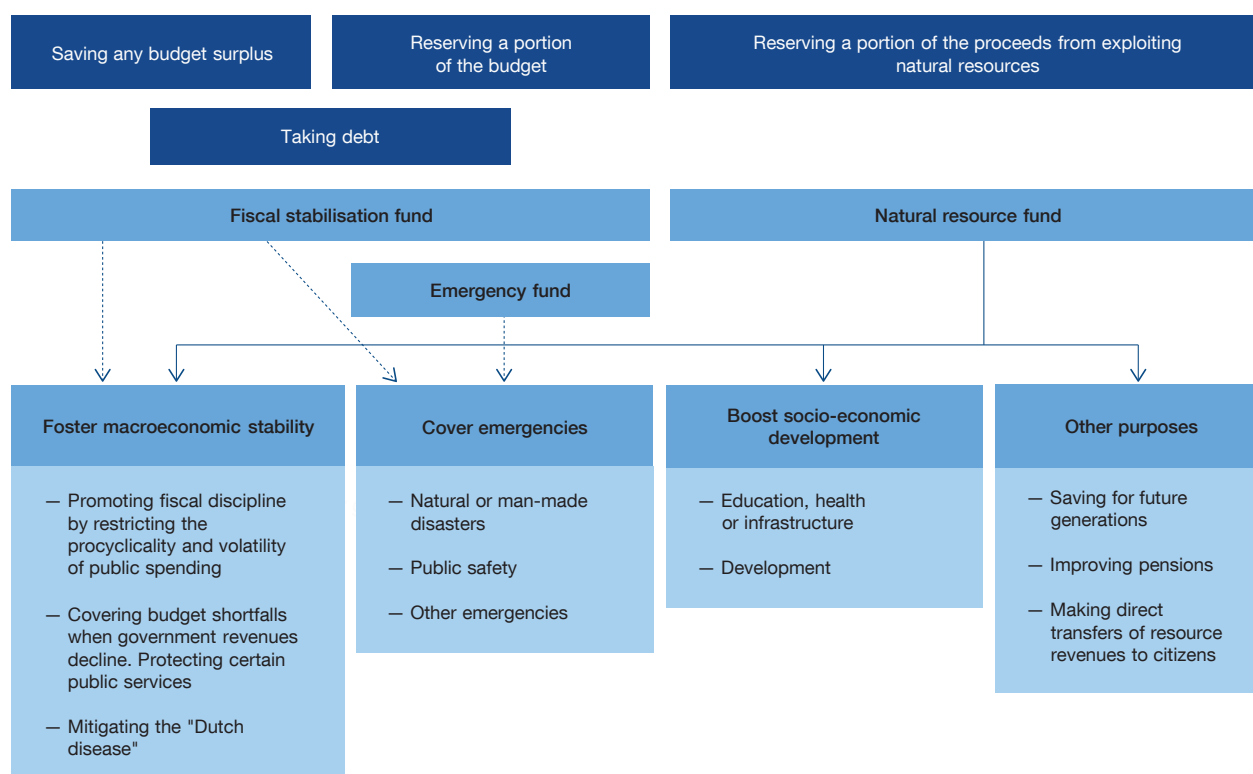 Saving any budget surplus
Reserving a portion
of the budget
Reserving a portion of the proceeds from exploiting
natural resources
Taking debt
Fiscal stabilisation fund
Natural resource fund
Emergency fund
Foster macroeconomic stability
— Promoting fiscal discipline
by restricting the
procyclicality and volatility
of public spending
— Covering budget shortfalls
when government revenues
decline. Protecting certain
public services
— Mitigating the "Dutch
disease"
Cover emergencies
— Natural or man-made
disasters
— Public safety
— Other emergencies
Boost socio-economic
development
— Education, health
or infrastructure
— Development
Other purposes
— Saving for future
generations
— Improving pensions
— Making direct
transfers of resource
revenues to citizens